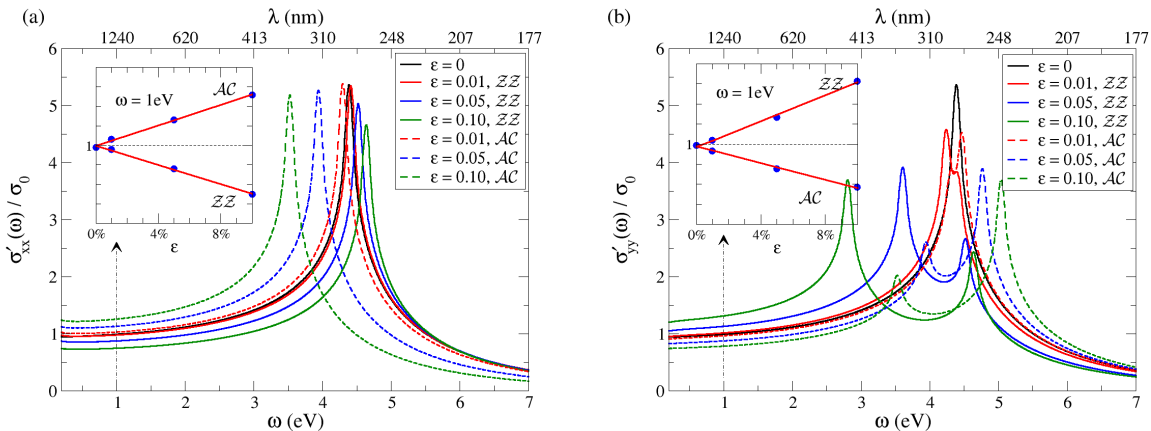 (a)
λ (nm)
1240 620 413 310 248 207 177
6
5
4
3
2
1
0
σ′xx(ω) / σ0
ε = 0
ε = 0.01, ZZ
ε = 0.05, ZZ
ε = 0.10, ZZ
ε = 0.01, AC
ε = 0.05, AC
ε = 0.10, AC
AC
ω = 1eV
1
ZZ
0% 4% 8%
ε
1 2 3 4 5 6 7
ω (eV)
(b)
λ (nm)
1240 620 413 310 248 207 177
6
5
4
3
2
1
0
σ′yy(ω) / σ0
ε = 0
ε = 0.01, ZZ
ε = 0.05, ZZ
ε = 0.10, ZZ
ε = 0.01, AC
ε = 0.05, AC
ε = 0.10, AC
ZZ
ω = 1eV
1
AC
0% 4% 8%
ε
1 2 3 4 5 6 7
ω (eV)